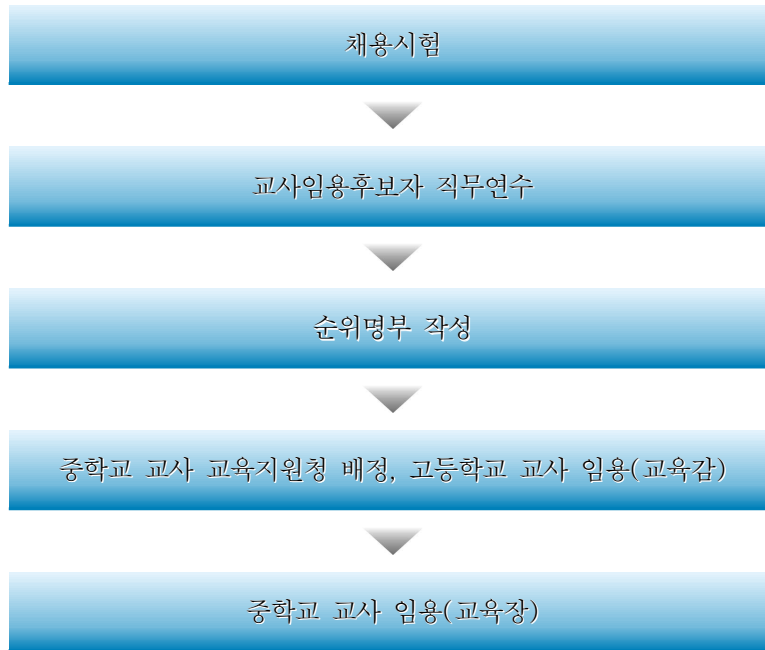 채용시험
교사임용후보자 직무연수
순위명부 작성
중학교 교사 교육지원청 배정, 고등학교 교사 임용(교육감)
중학교 교사 임용(교육장)